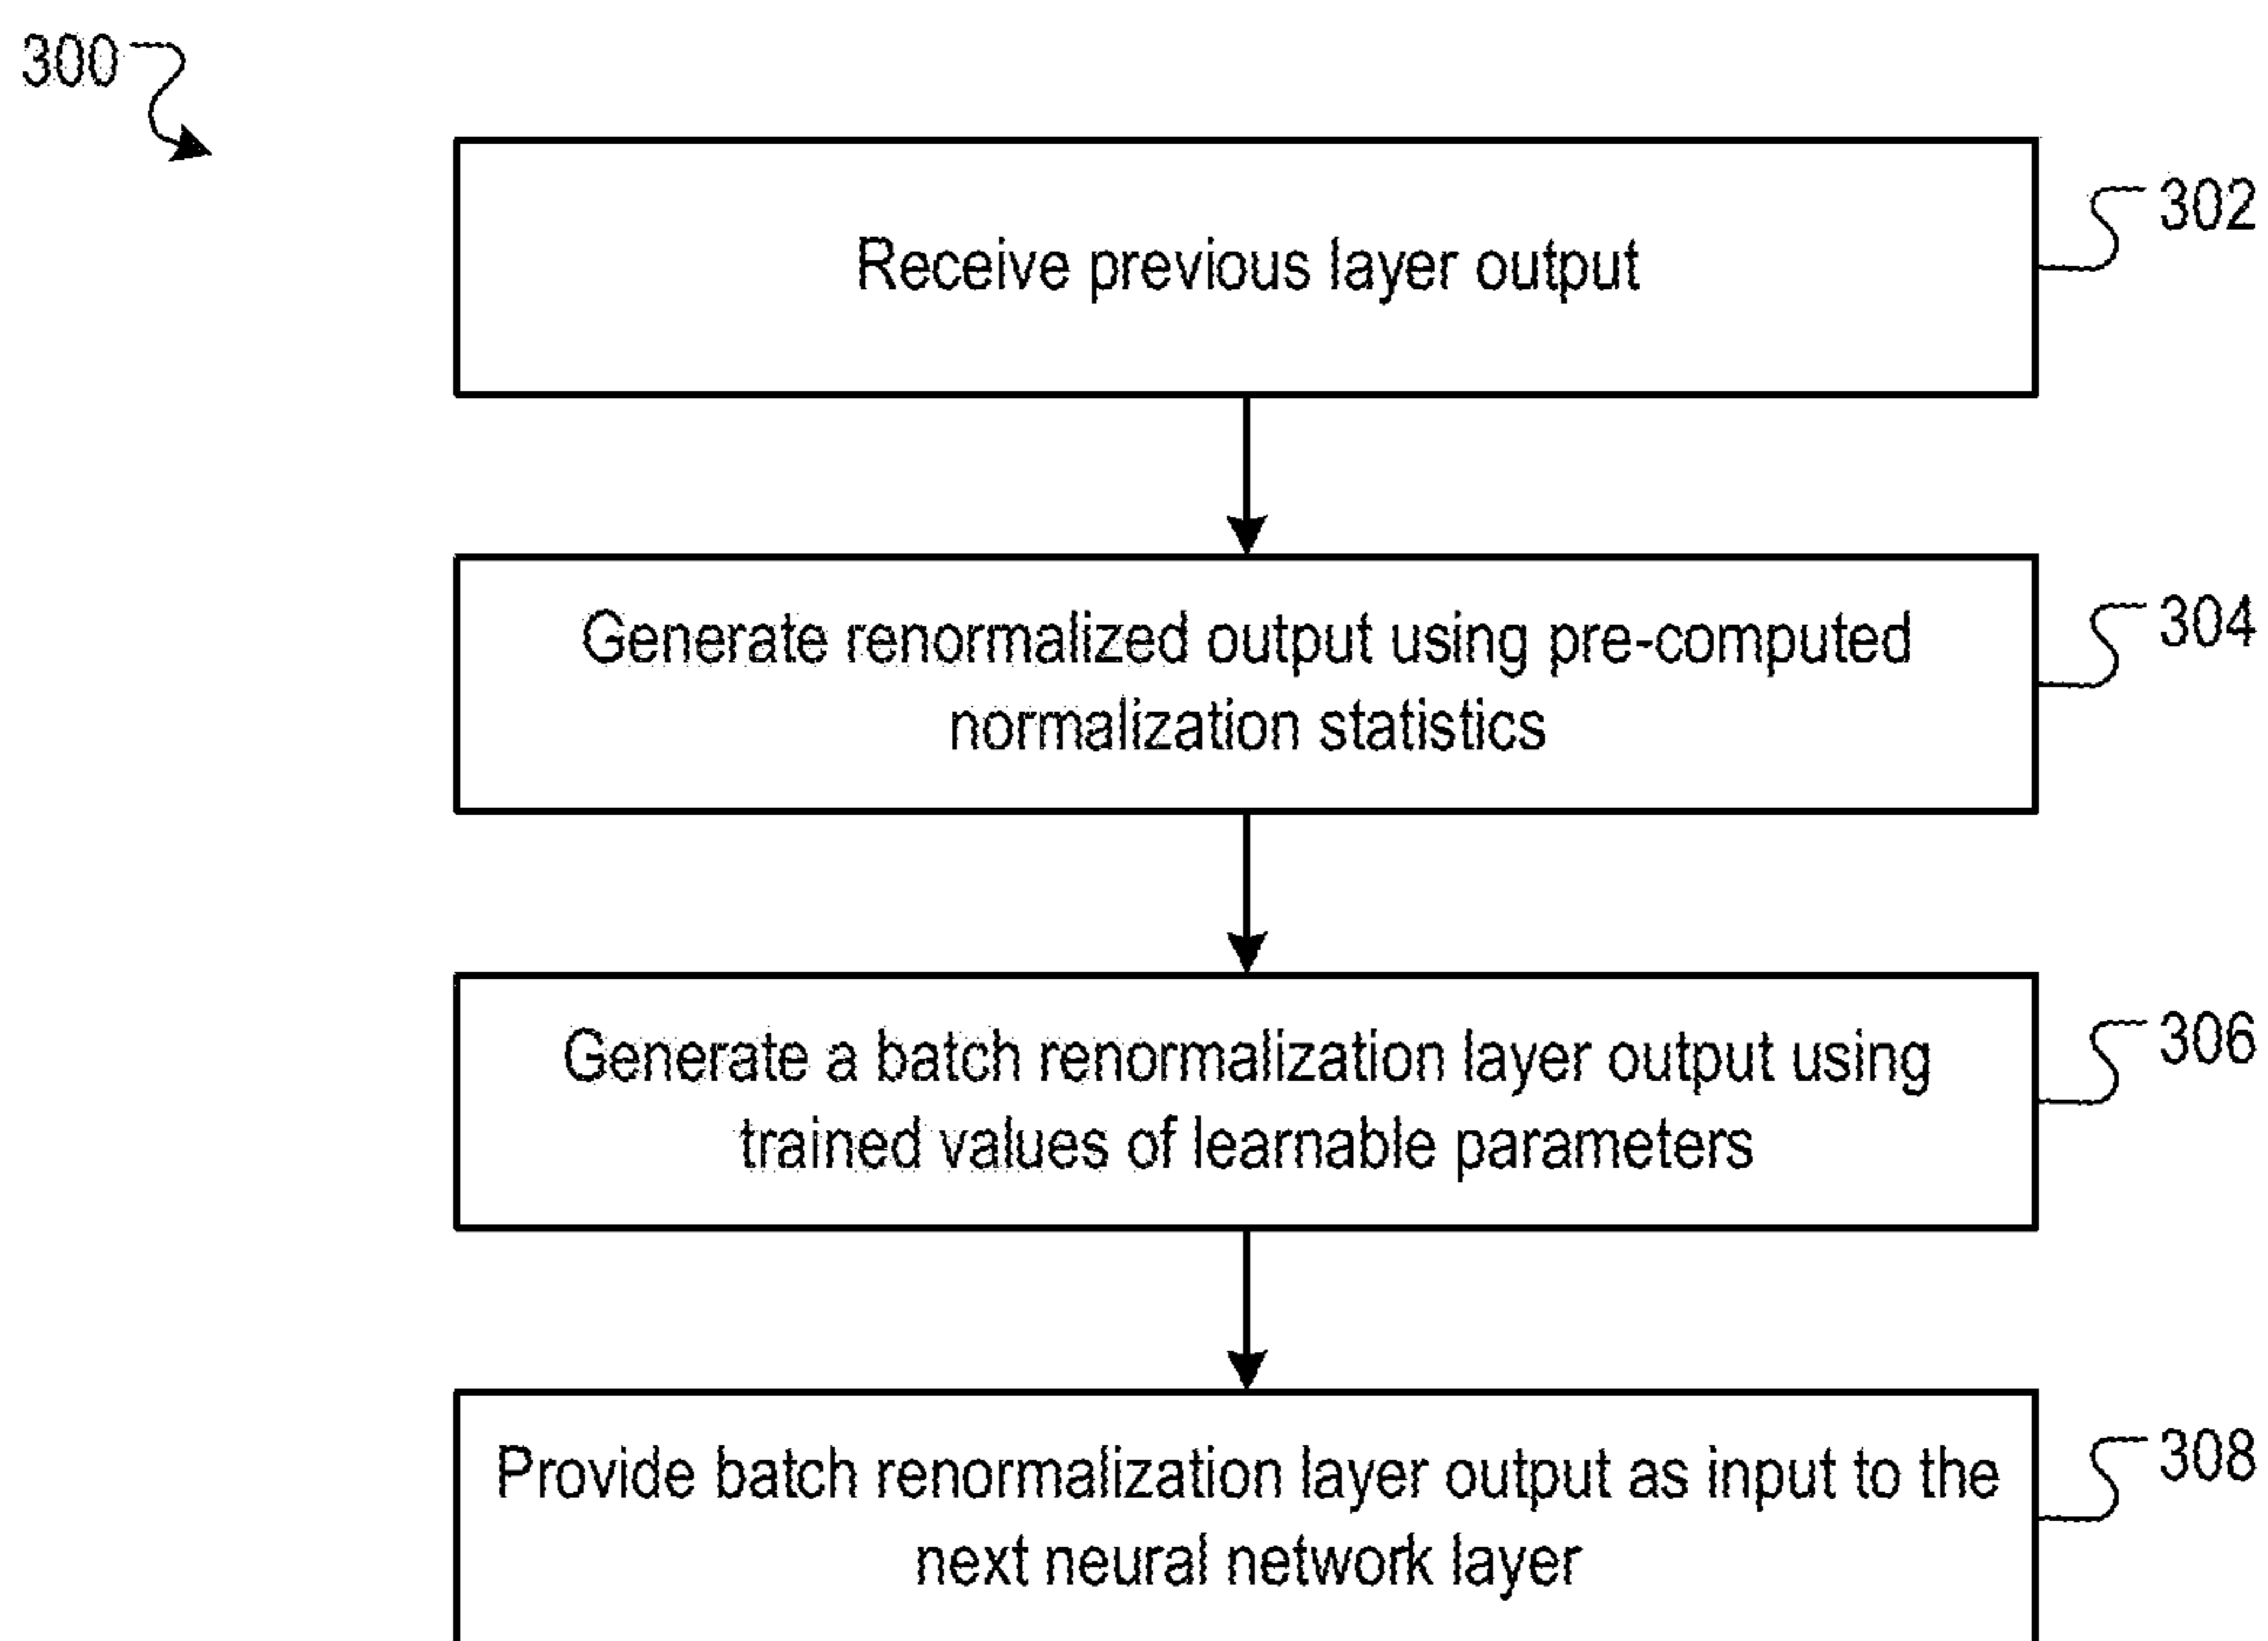 300
Receive previous layer output
302
Generate renormalized output using pre-computed
normalization statistics
304
Generate a batch renormalization layer output using
trained values of learnable parameters
306
Provide batch renormalization layer output as input to the
next neural network layer
308